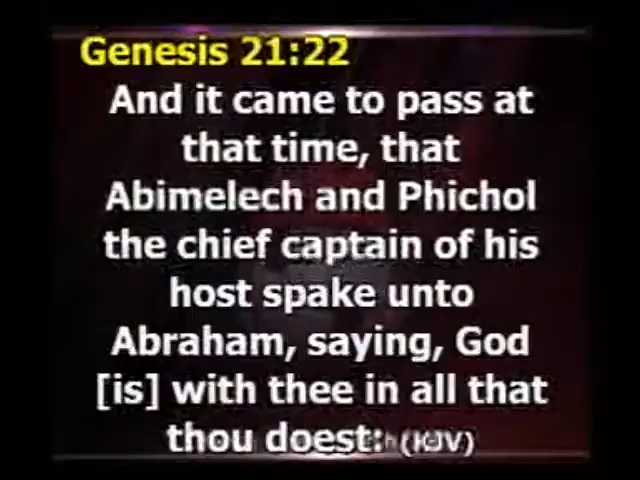 Genesis 21:22
And it came to pass at
that time, that
Abimelech and Phichol
the chief captain of his
host spake unto
Abraham, saying, God
[is] with thee in all that
thou doest: (KJV)